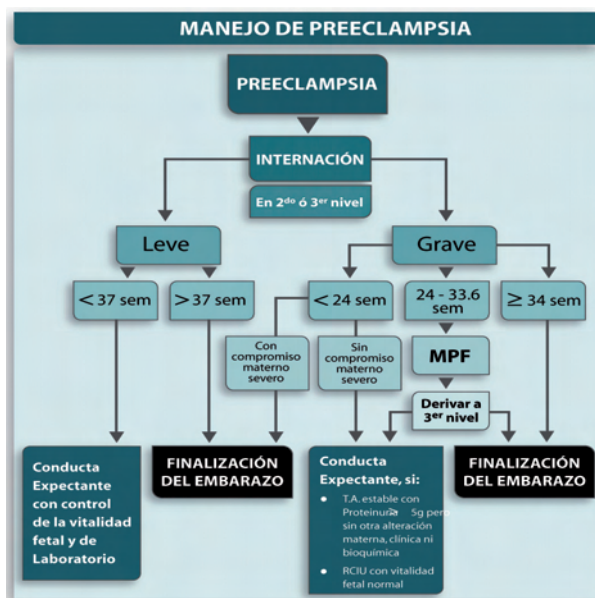 MANEJO DE PREECLAMPSIA
PREECLAMPSIA
INTERNACIÓN
En 2do ó 3er nivel
Leve
Grave
< 37 sem
> 37 sem
< 24 sem
24 - 33.6
sem
≥ 34 sem
Con
compromiso
materno
severo
Sin
compromiso
materno
severo
MPF
Derivar a
3er nivel
Conducta
Expectante
con control
de la vitalidad
fetal y de
Laboratorio
FINALIZACIÓN
DEL EMBARAZO
Conducta
Expectante, si:
• T.A. estable con
Proteinuria ≥ 5g pero
sin otra alteración
materna, clínica ni
bioquímica
• RCIU con vitalidad
fetal normal
FINALIZACIÓN
DEL EMBARAZO